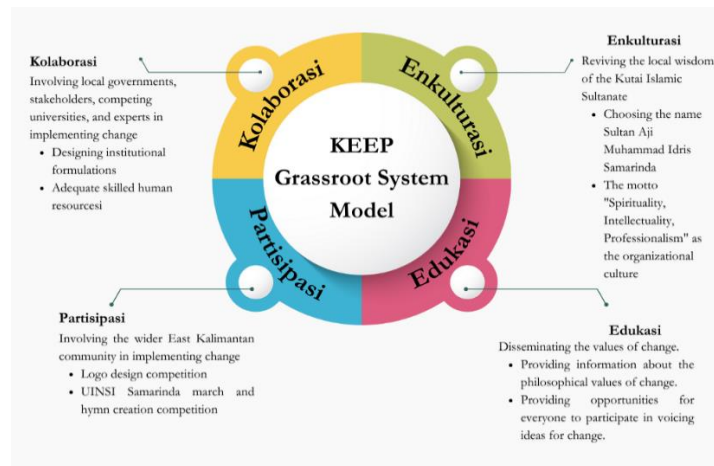 Kolaborasi
Involving local governments,
stakeholders, competing
universities, and experts in
implementing change
• Designing institutional
formulations
• Adequate skilled human
resourcesi
Kolaborasi
Enkulturasi
KEEP
Grassroot System
Model
Partisipasi
Edukasi
Enkulturasi
Reviving the local wisdom
of the Kutai Islamic
Sultanate
• Choosing the name
Sultan Aji
Muhammad Idris
Samarinda
• The motto
"Spirituality,
Intellectuality,
Professionalism" as
the organizational
culture
Partisipasi
Involving the wider East Kalimantan
community in implementing change
• Logo design competition
• UINSI Samarinda march and
hymn creation competition
Edukasi
Disseminating the values of change.
• Providing information about the
philosophical values of change.
• Providing opportunities for
everyone to participate in voicing
ideas for change.